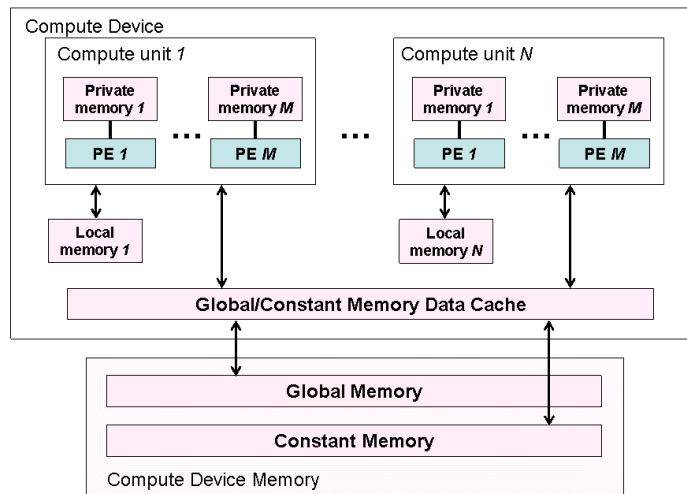 Compute Device
Compute unit 1
Compute unit N
Private
memory 1
Private
memory M
Private
memory 1
Private
memory M
PE 1
...
PE M
...
PE 1
...
PE M
Local
memory 1
Local
memory N
Global/Constant Memory Data Cache
Global Memory
Constant Memory
Compute Device Memory